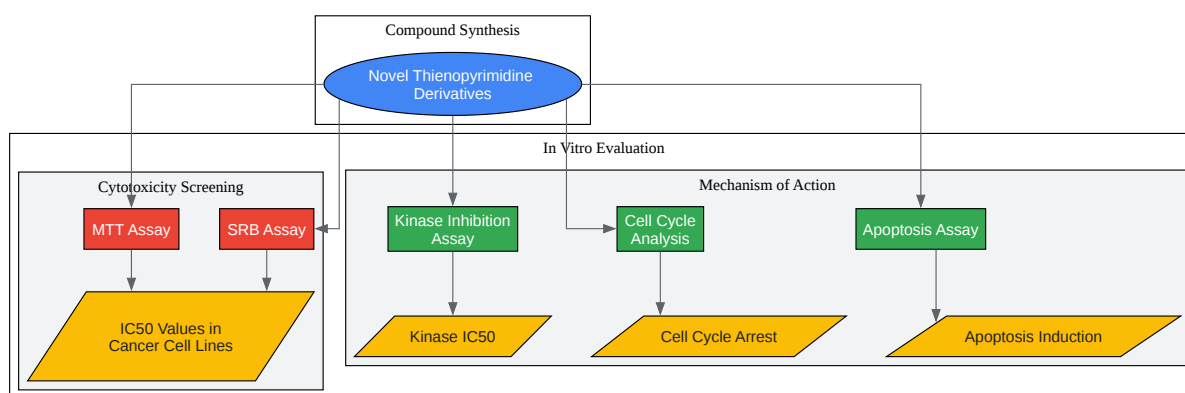 Compound Synthesis
Novel Thienopyrimidine
Derivatives
In Vitro Evaluation
Cytotoxicity Screening
Mechanism of Action
MTT Assay
SRB Assay
Kinase Inhibition
Assay
Cell Cycle
Analysis
Apoptosis Assay
IC50 Values in
Cancer Cell Lines
Kinase IC50
Cell Cycle Arrest
Apoptosis Induction